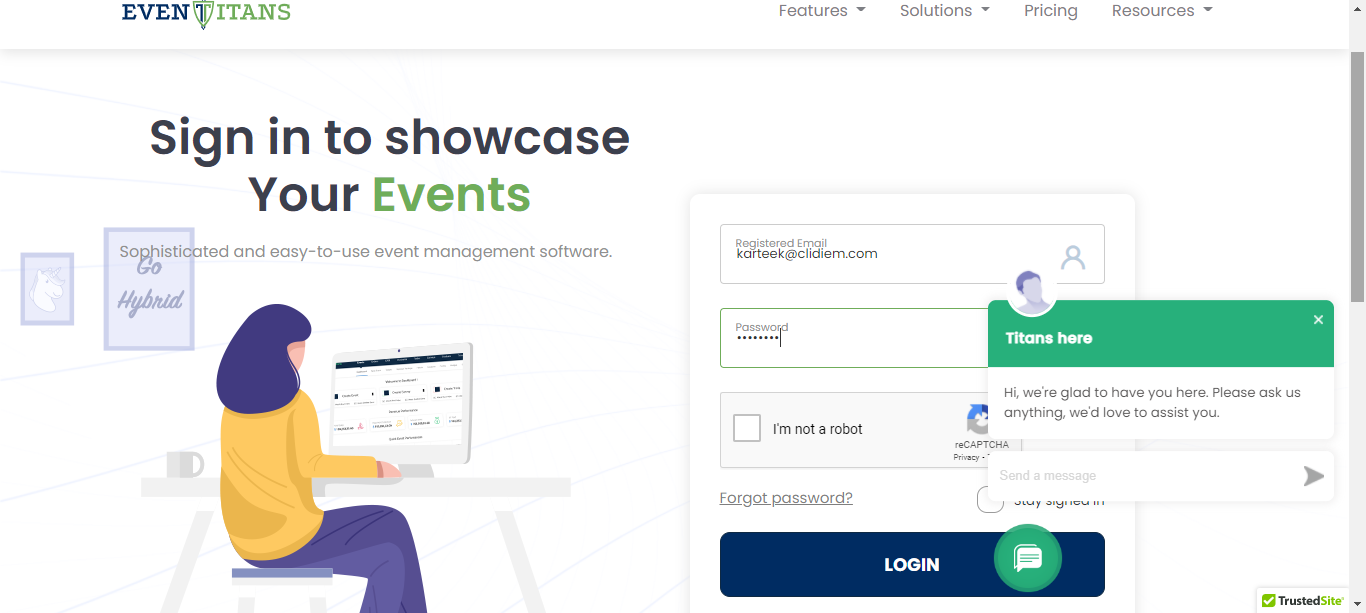 EVENTITANS
Features
Solutions
Pricing
Resources
Sign in to showcase
Your Events
Sophisticated and easy-to-use event management software.
Go
Hybrid
Registered Email
karteek@clidiem.com
Password
••••••••
I'm not a robot
reCAPTCHA
Privacy -
Forgot password?
Stay signed in
LOGIN
Titans here
×
Hi, we're glad to have you here. Please ask us
anything, we'd love to assist you.
Send a message
TrustedSite